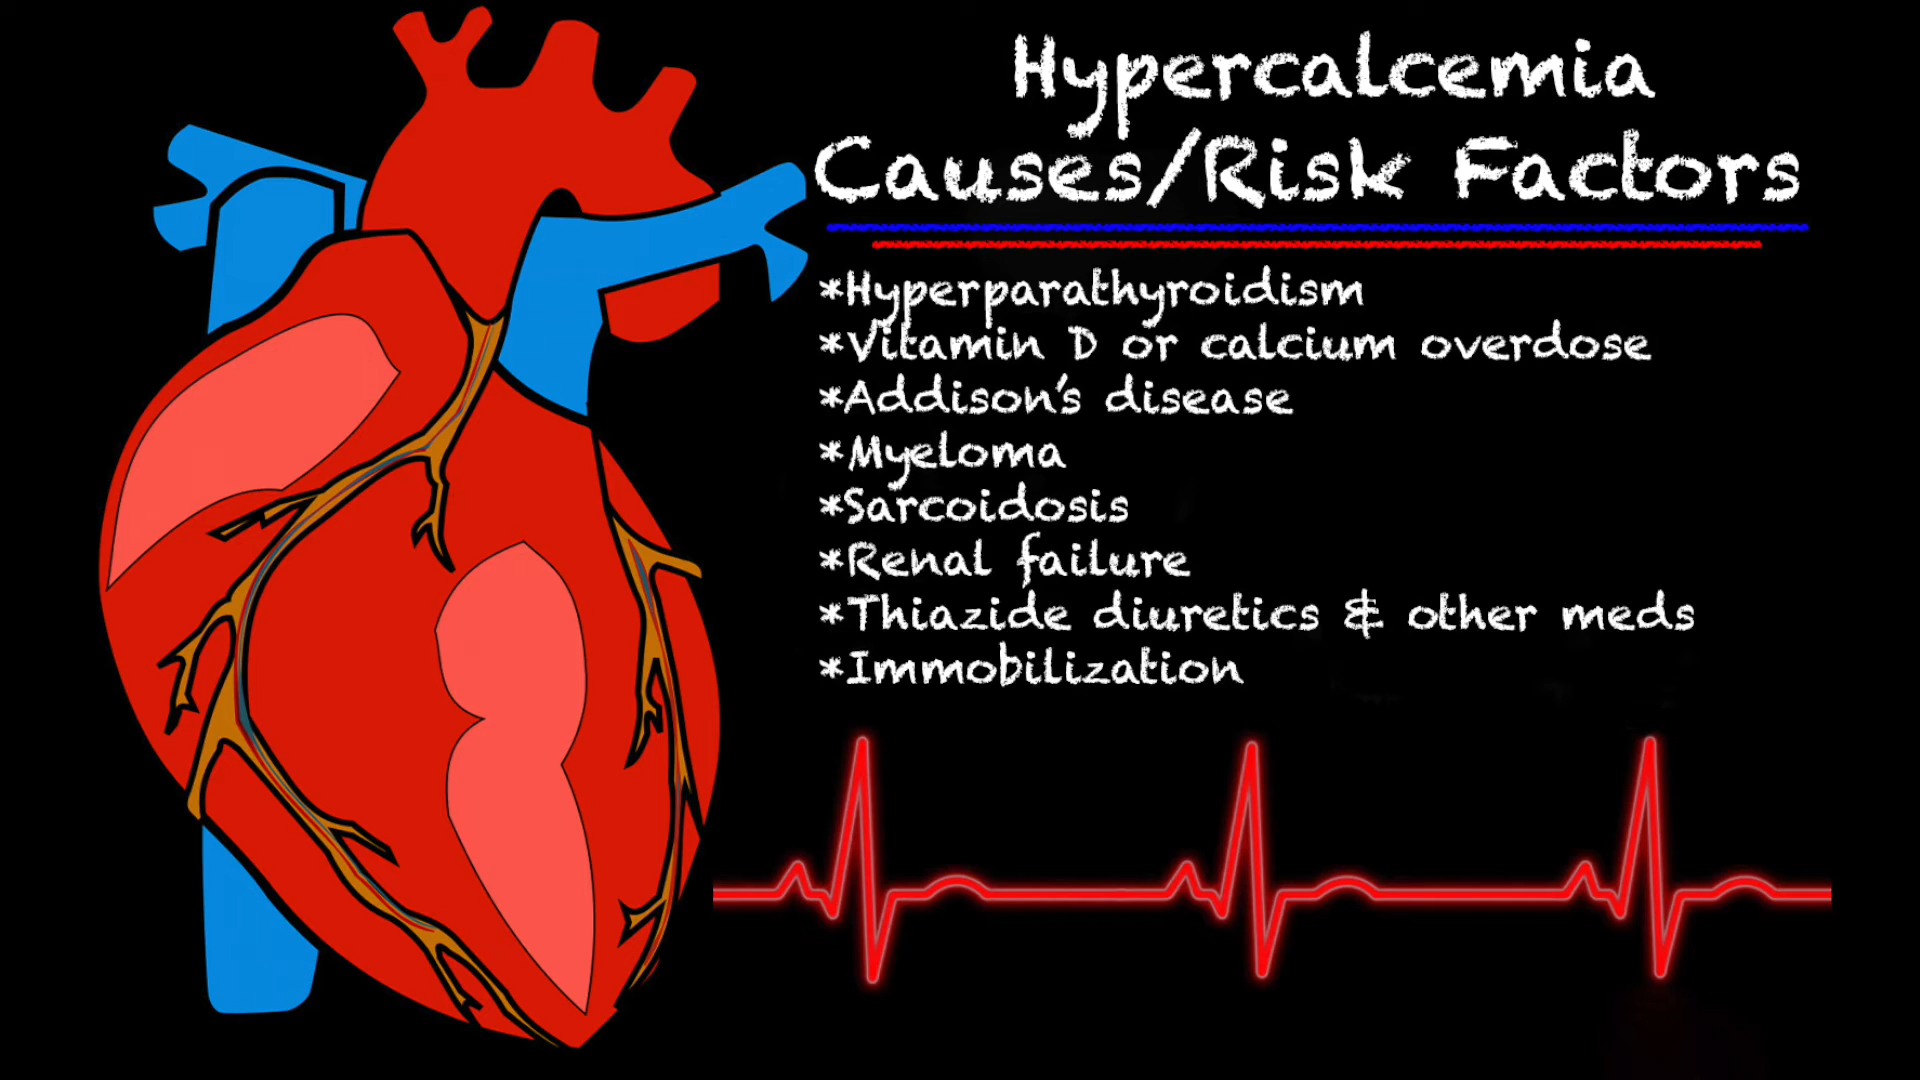 Hypercalcemia
Causes/Risk Factors
*Hyperparathyroidism
*Vitamin D or calcium overdose
*Addison's disease
*Myeloma
*Sarcoidosis
*Renal failure
*Thiazide diuretics & other meds
*Immobilization